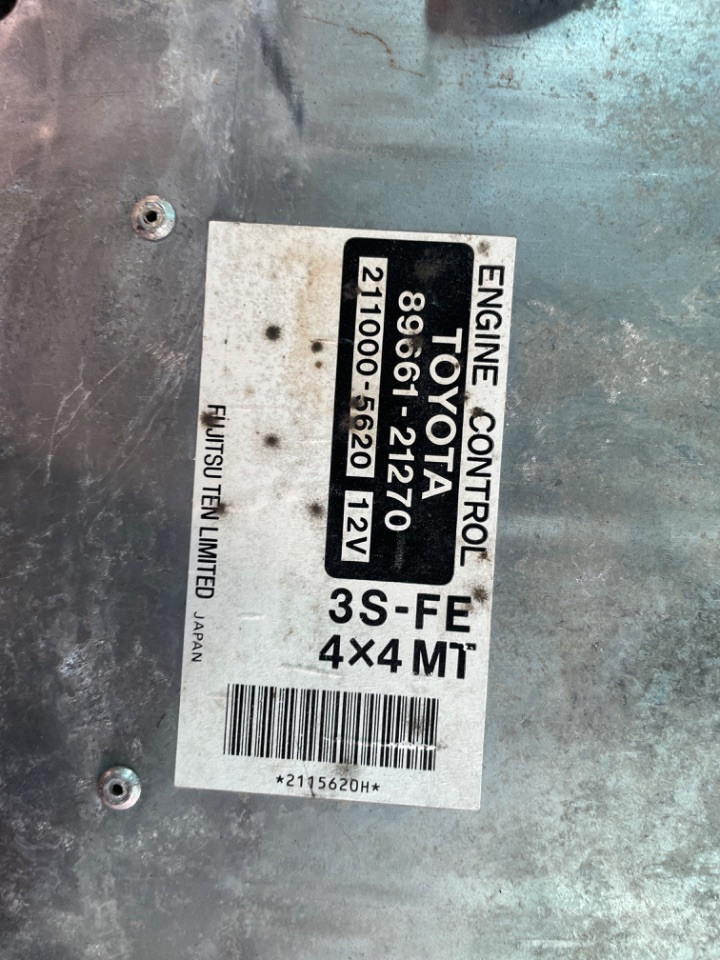 ENGINE CONTROL
TOYOTA
89661-21270
211000-5620 12V
3S-FE
4×4 MT
FUJITSU TEN LIMITED JAPAN
*2115620H*